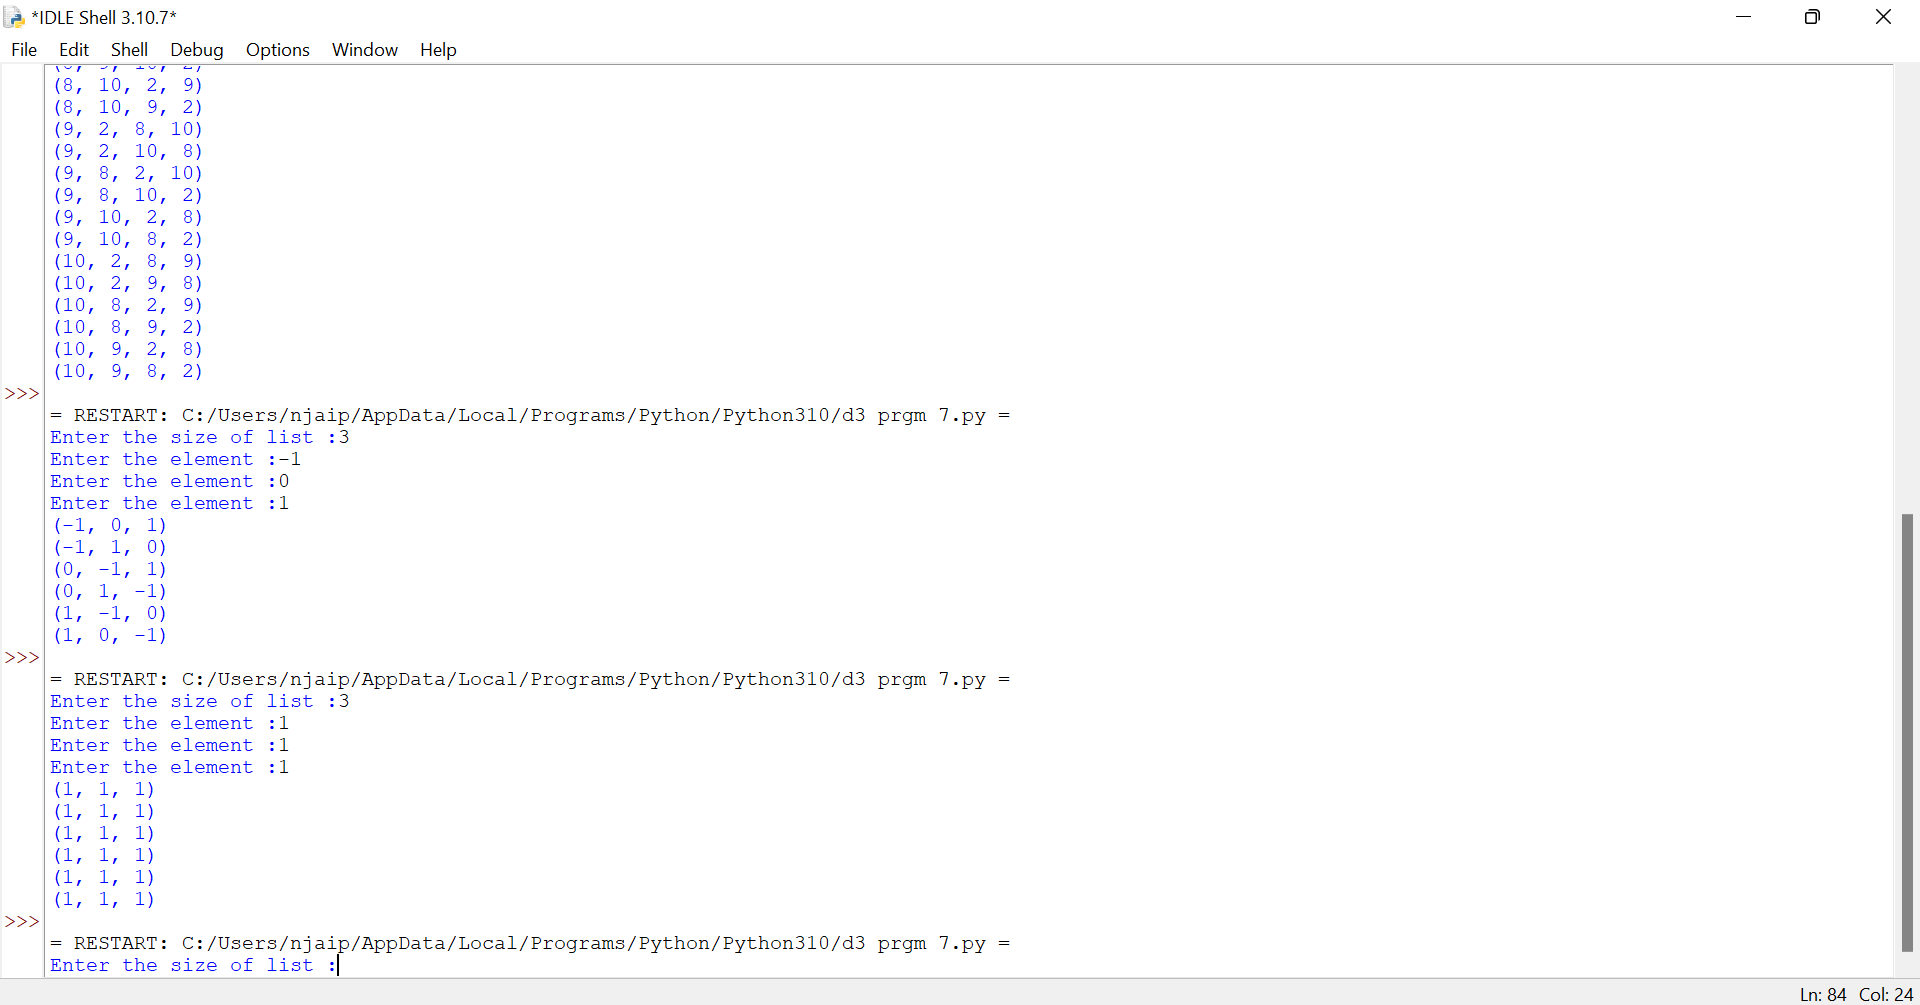 *IDLE Shell 3.10.7*
File Edit Shell Debug Options Window Help
(8, 10, 2, 9)
(8, 10, 9, 2)
(9, 2, 8, 10)
(9, 2, 10, 8)
(9, 8, 2, 10)
(9, 8, 10, 2)
(9, 10, 2, 8)
(9, 10, 8, 2)
(10, 2, 8, 9)
(10, 2, 9, 8)
(10, 8, 2, 9)
(10, 8, 9, 2)
(10, 9, 2, 8)
(10, 9, 8, 2)
>>>
= RESTART: C:/Users/njaip/AppData/Local/Programs/Python/Python310/d3 prgm 7.py =
Enter the size of list :3
Enter the element :-1
Enter the element :0
Enter the element :1
(-1, 0, 1)
(-1, 1, 0)
(0, -1, 1)
(0, 1, -1)
(1, -1, 0)
(1, 0, -1)
>>>
= RESTART: C:/Users/njaip/AppData/Local/Programs/Python/Python310/d3 prgm 7.py =
Enter the size of list :3
Enter the element :1
Enter the element :1
Enter the element :1
(1, 1, 1)
(1, 1, 1)
(1, 1, 1)
(1, 1, 1)
(1, 1, 1)
(1, 1, 1)
>>>
= RESTART: C:/Users/njaip/AppData/Local/Programs/Python/Python310/d3 prgm 7.py =
Enter the size of list :
Ln: 84 Col: 24